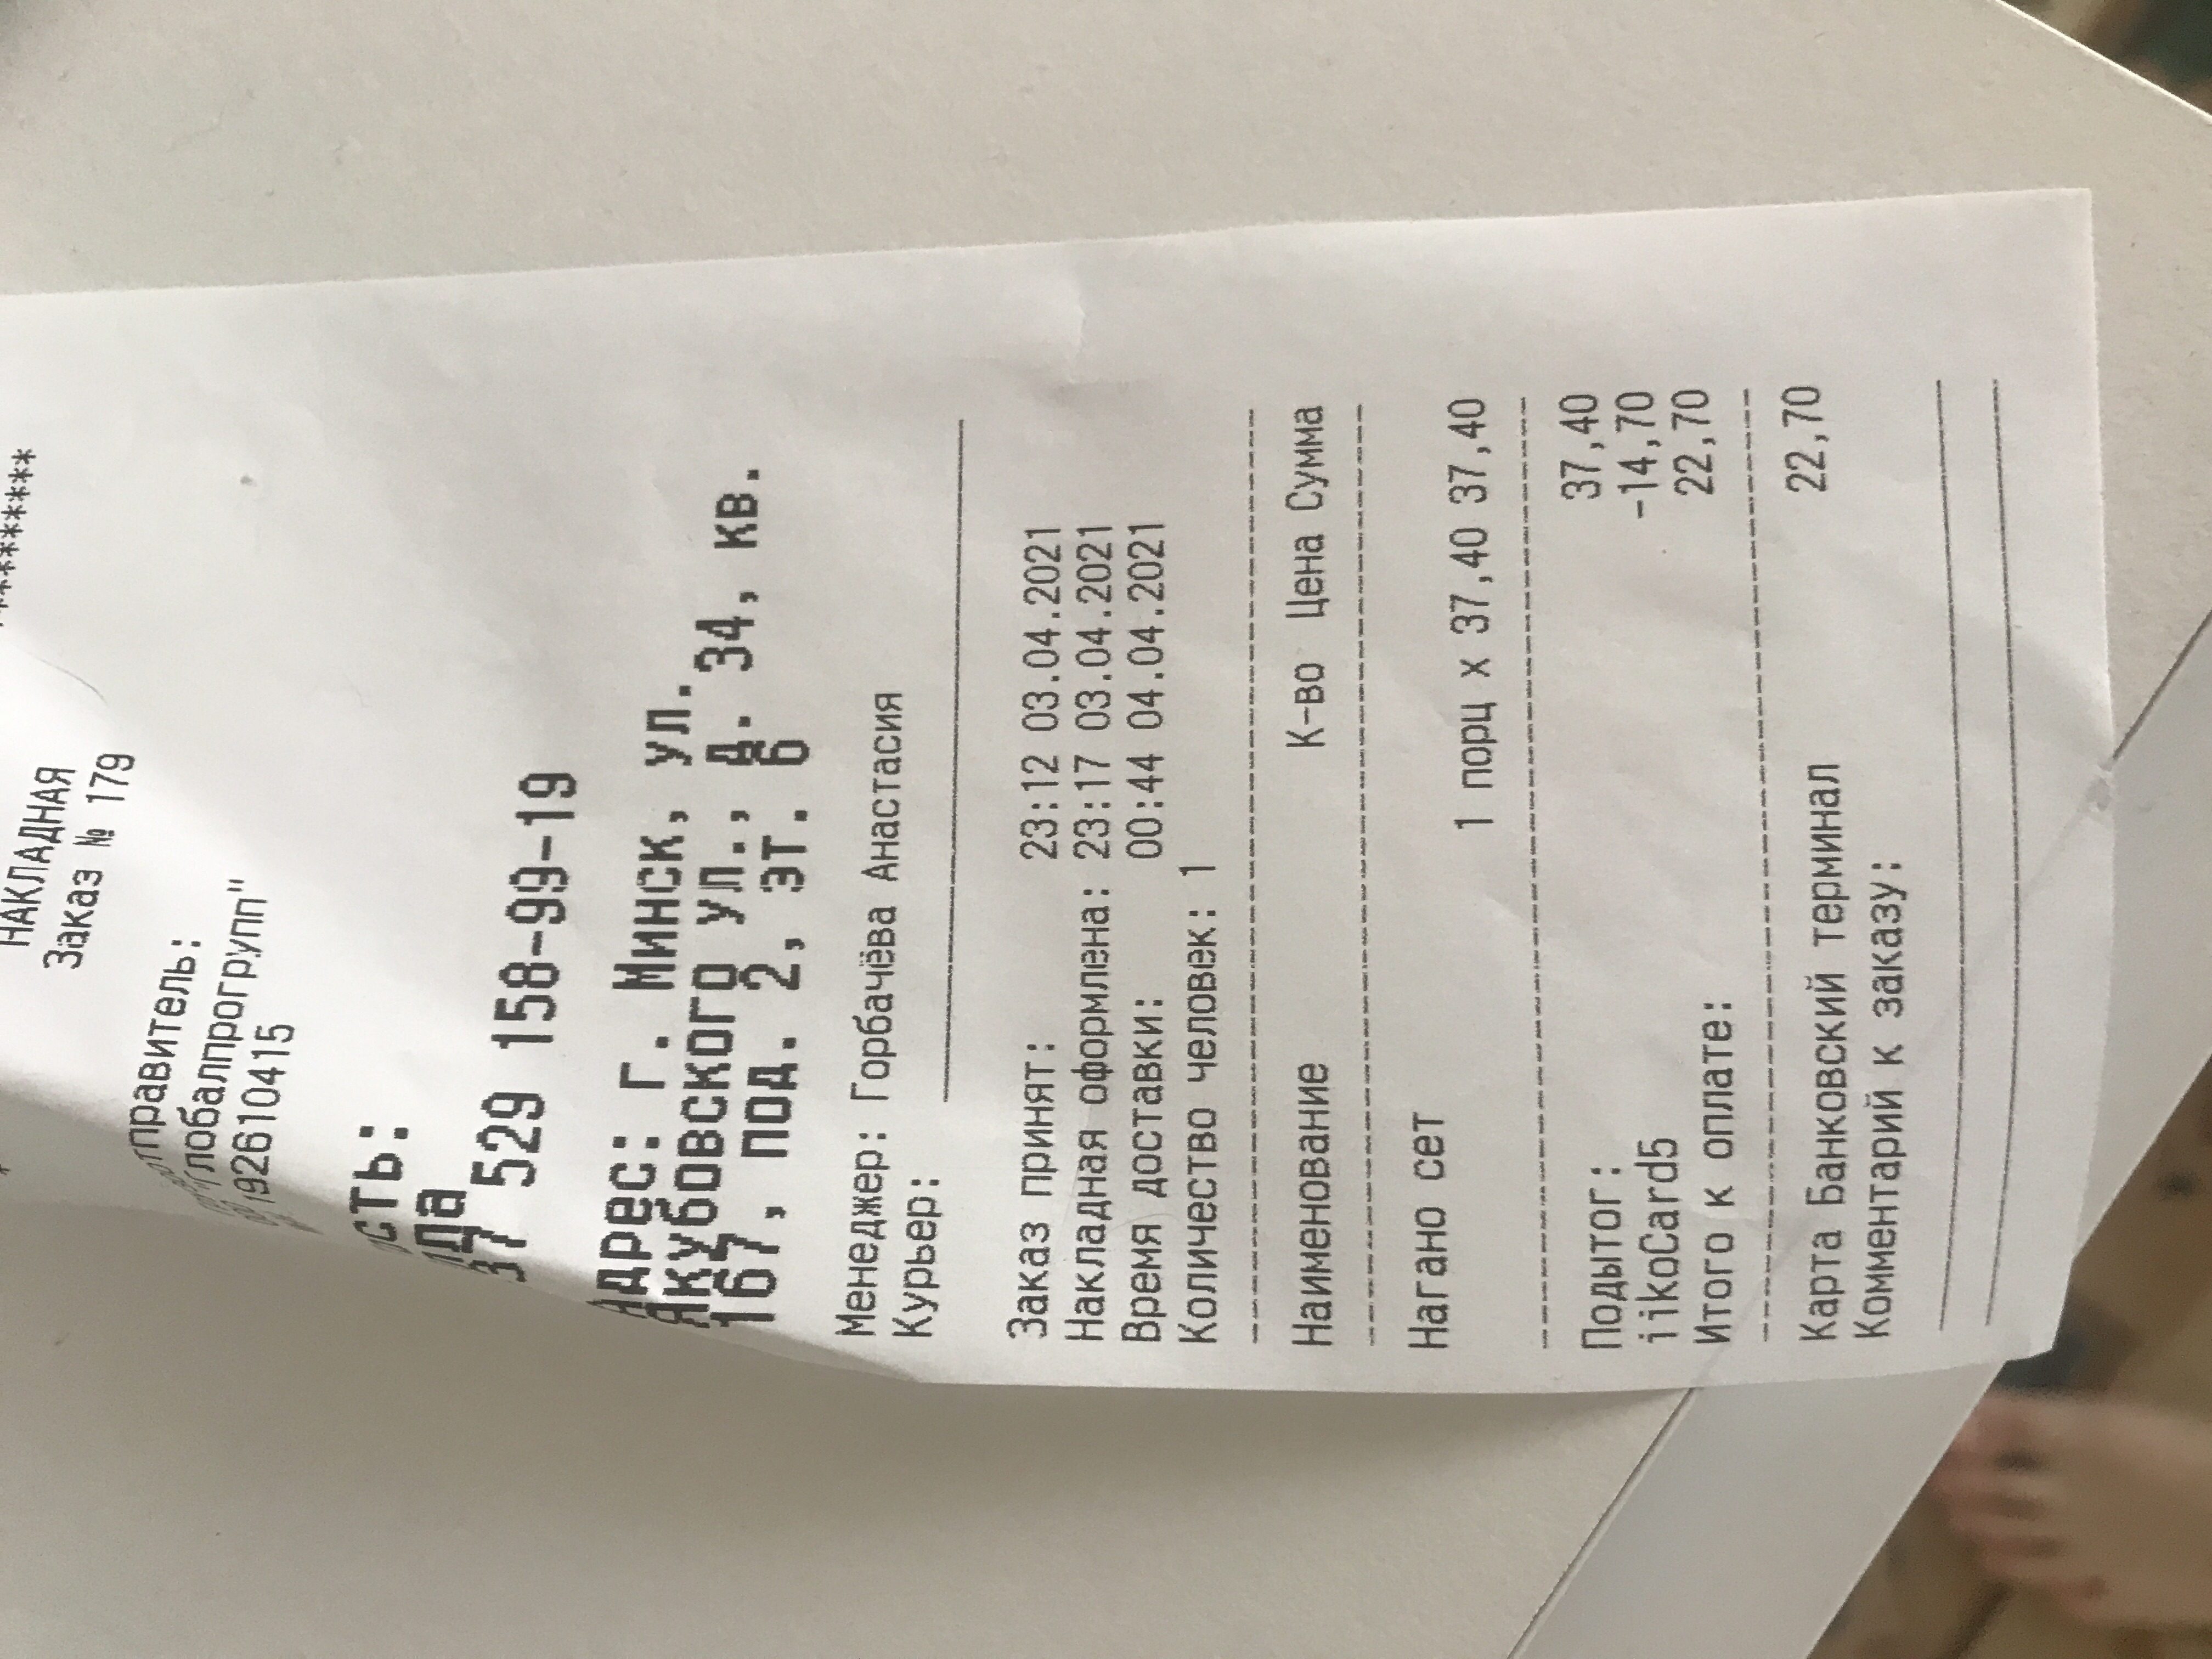 *******
НАКЛАДНАЯ
Заказ № 179
"Глобалпрогрупп"
192610415
37 529 158-99-19
Адрес: г. Минск, ул.
Якубовского ул., д. 34, кв.
167, под. 2, эт. 6
Менеджер: Горбачёва Анастасия
Курьер:
Заказ принят: 23:12 03.04.2021
Накладная оформлена: 23:17 03.04.2021
Время доставки: 00:44 04.04.2021
Количество человек: 1
Наименование К-во Цена Сумма
Нагано сет
1 порц x 37,40 37,40
Подытог: 37,40
iikoCard5 -14,70
Итого к оплате: 22,70
Карта Банковский терминал 22,70
Комментарий к заказу: